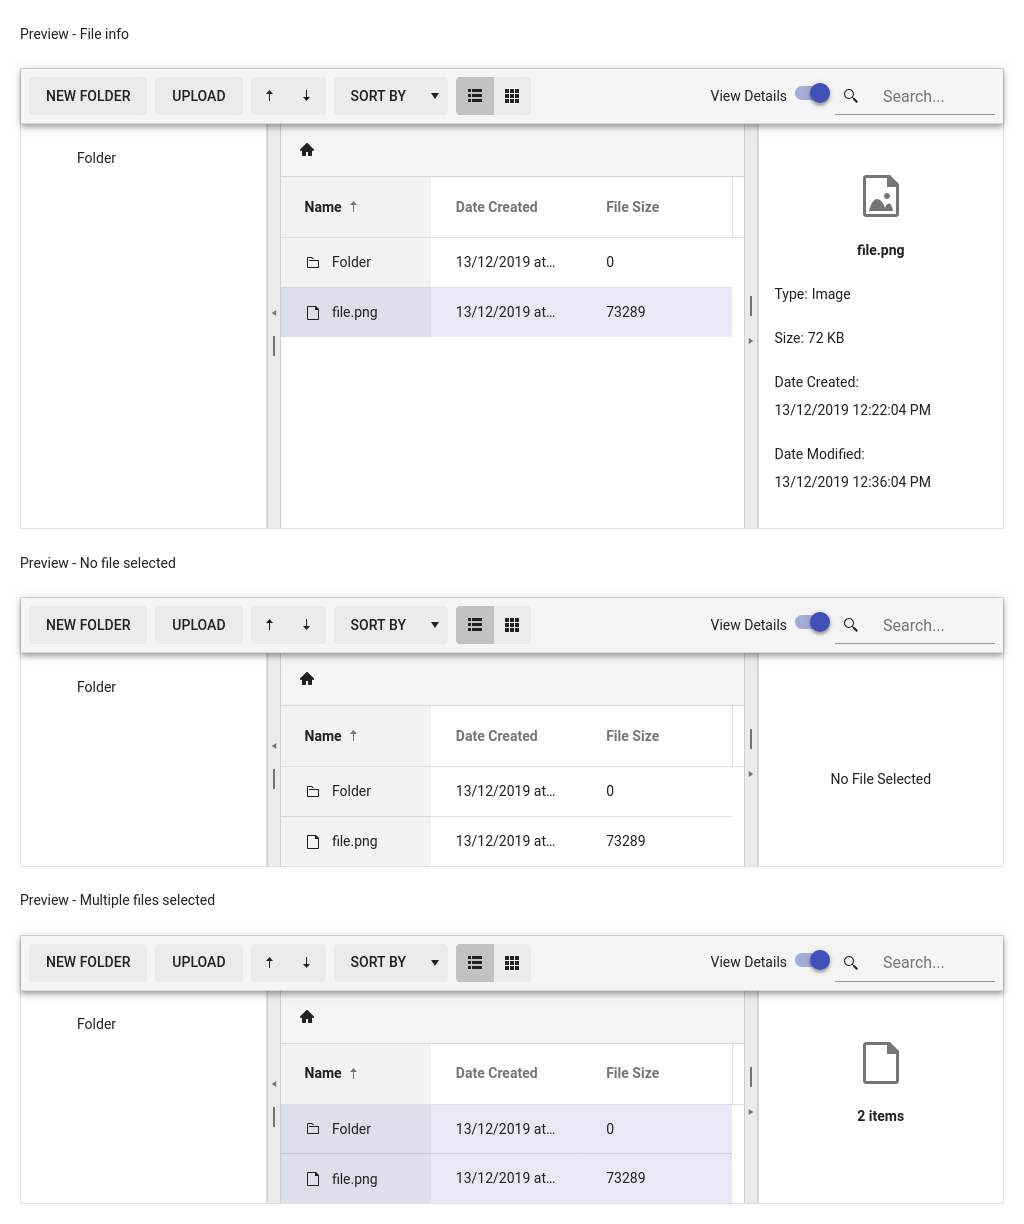 Preview - File info
NEW FOLDER UPLOAD SORT BY View Details Search...
Folder
Name Date Created File Size
Folder 13/12/2019 at... 0
file.png 13/12/2019 at... 73289
file.png
Type: Image
Size: 72 KB
Date Created:
13/12/2019 12:22:04 PM
Date Modified:
13/12/2019 12:36:04 PM
Preview - No file selected
NEW FOLDER UPLOAD SORT BY View Details Search...
Folder
Name Date Created File Size
Folder 13/12/2019 at... 0
file.png 13/12/2019 at... 73289
No File Selected
Preview - Multiple files selected
NEW FOLDER UPLOAD SORT BY View Details Search...
Folder
Name Date Created File Size
Folder 13/12/2019 at... 0
file.png 13/12/2019 at... 73289
2 items